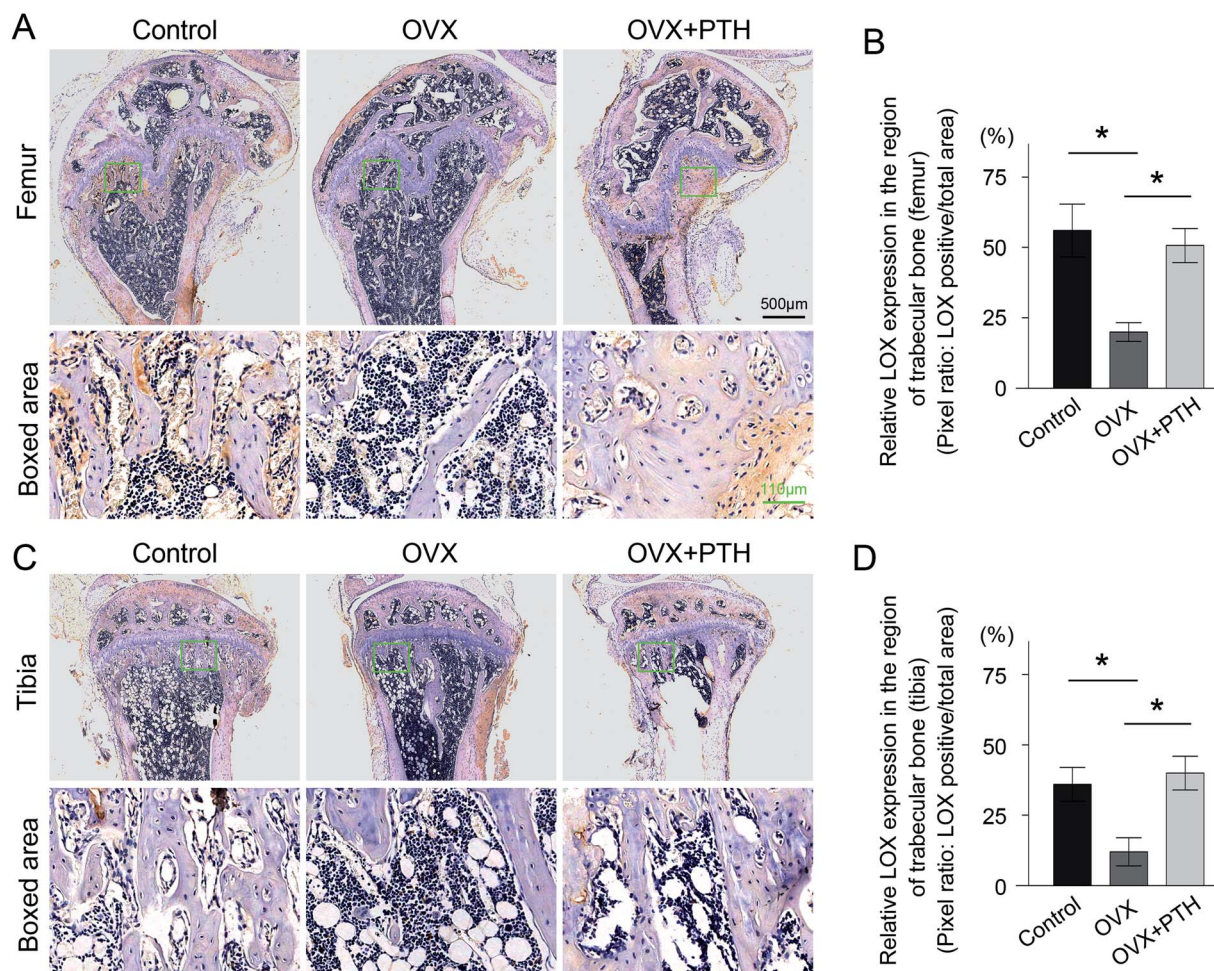 A
Control
OVX
OVX+PTH
Femur
500µm
Boxed area
110µm
B
Relative LOX expression in the region
of trabecular bone (femur)
(Pixel ratio: LOX positive/total area)
(%)
75
50
25
0
*
*
Control
OVX
OVX+PTH
C
Control
OVX
OVX+PTH
Tibia
Boxed area
D
Relative LOX expression in the region
of trabecular bone (tibia)
(Pixel ratio: LOX positive/total area)
(%)
75
50
25
0
*
*
Control
OVX
OVX+PTH